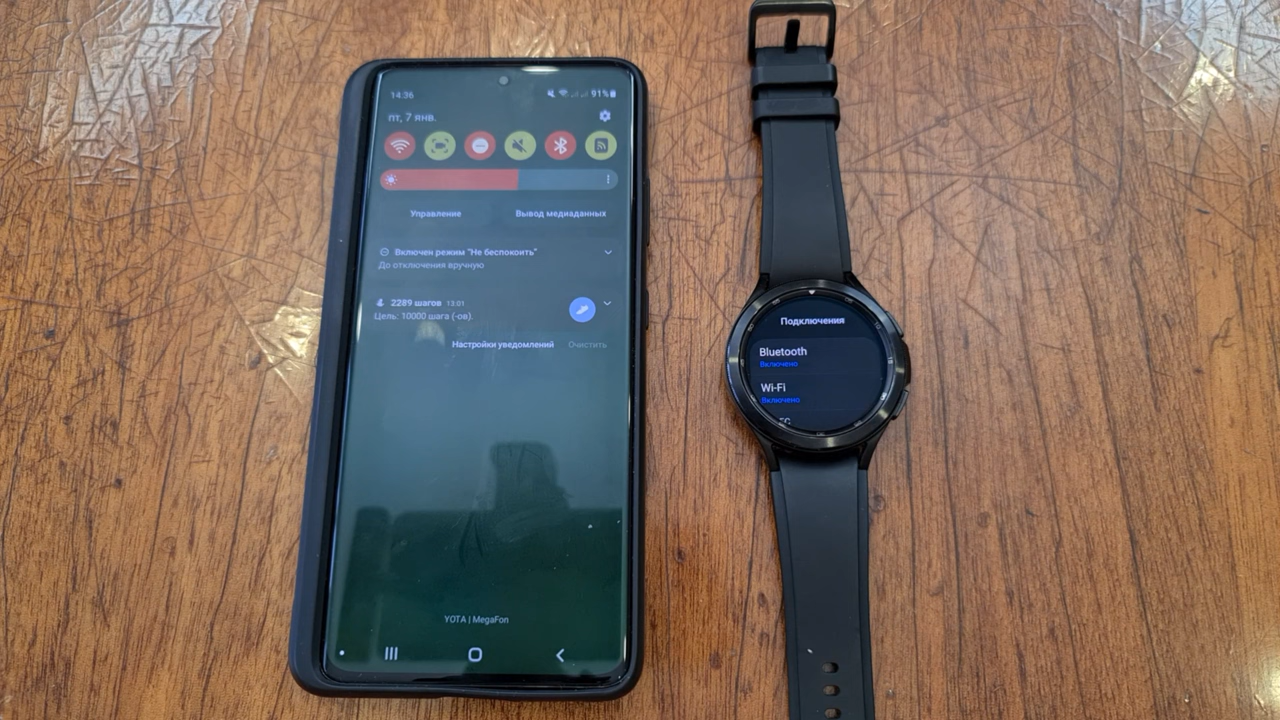 14:36
91%
пт, 7 янв.
Управление
Вывод медиаданных
Включен режим "Не беспокоить"
До отключения вручную
2289 шагов 13:01
Цель: 10000 шага (-ов).
Настройки уведомлений
Очистить
YOTA | MegaFon
Подключения
Bluetooth
Включено
Wi-Fi
Включено